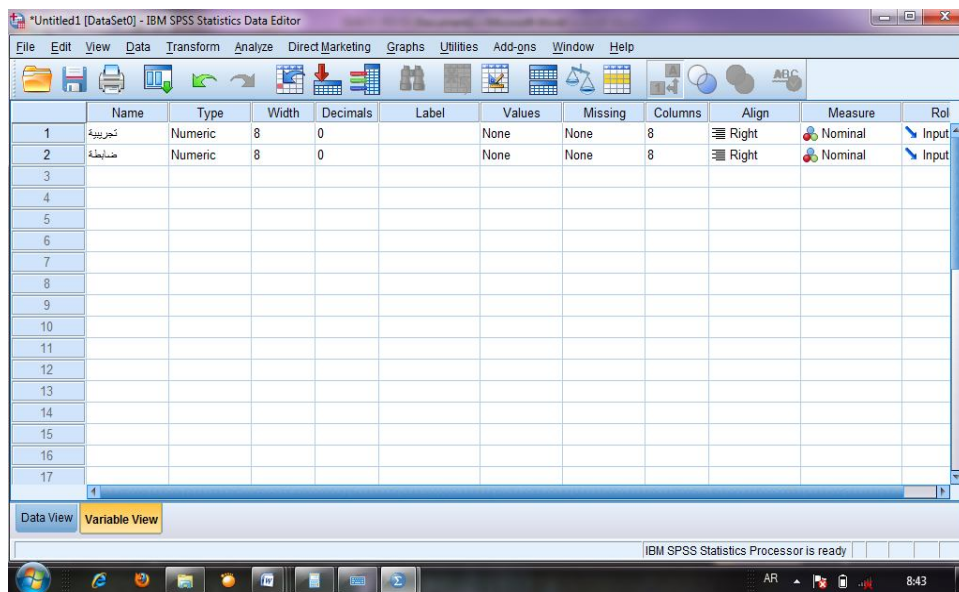 *Untitled1 [DataSet0] - IBM SPSS Statistics Data Editor
File Edit View Data Transform Analyze Direct Marketing Graphs Utilities Add-ons Window Help
Name Type Width Decimals Label Values Missing Columns Align Measure Rol
1 تجريبية Numeric 8 0 None None 8 Right Nominal Input
2 ضابطة Numeric 8 0 None None 8 Right Nominal Input
3
4
5
6
7
8
9
10
11
12
13
14
15
16
17
Data View Variable View
IBM SPSS Statistics Processor is ready
AR 8:43